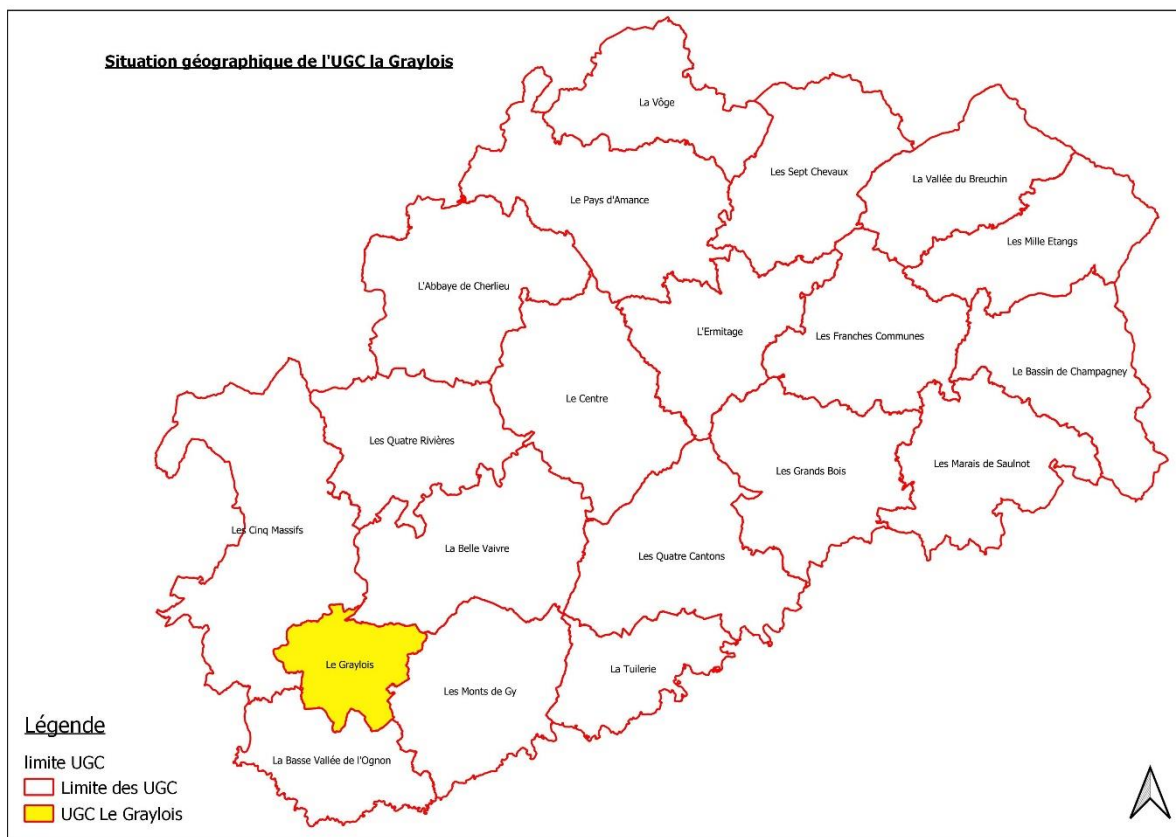 Situation géographique de l'UGC la Graylois
La Vôge
Les Sept Chevaux
La Vallée du Breuchin
Le Pays d'Amance
Les Mille Etangs
L'Abbaye de Cherlieu
L'Ermitage
Les Franches Communes
Le Bassin de Champagney
Le Centre
Les Quatre Rivières
Les Grands Bois
Les Marais de Saulnot
Les Cinq Massifs
La Belle Vaivre
Les Quatre Cantons
Le Graylois
La Tuilerie
Les Monts de Gy
La Basse Vallée de l'Ognon
Légende
limite UGC
Limite des UGC
UGC Le Graylois